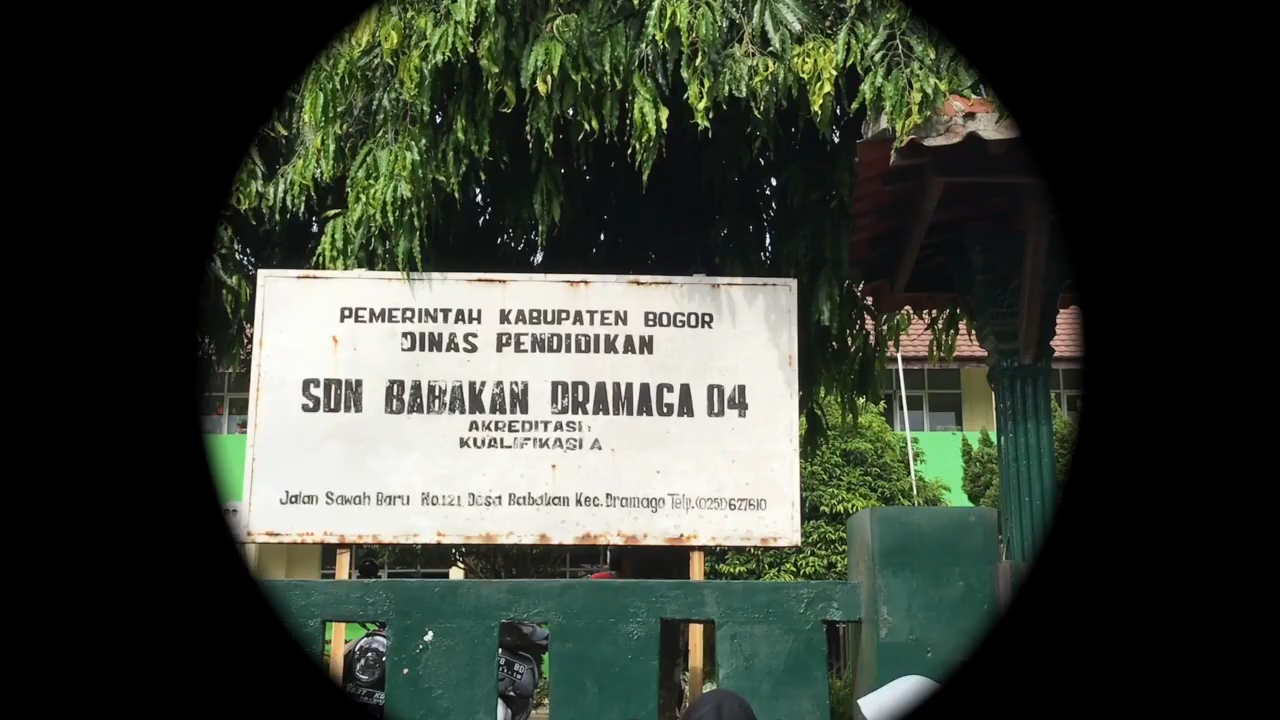 PEMERINTAH KABUPATEN BOGOR
DINAS PENDIDIKAN
SDN BABAKAN DRAMAGA 04
AKREDITASI:
KUALIFIKASI A
Jalan Sawah Baru No.121 Desa Babakan Kec.Dramaga Telp.(0251)627610